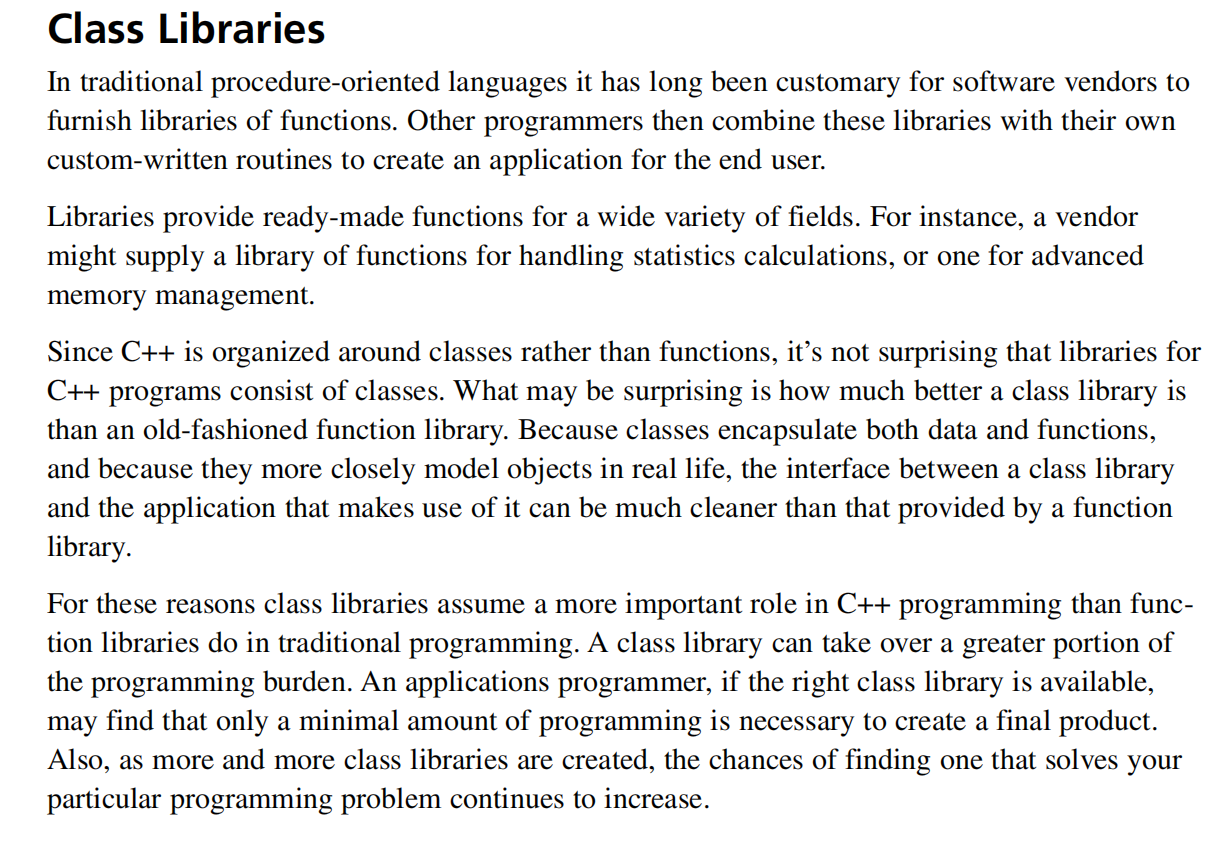 Class Libraries
In traditional procedure-oriented languages it has long been customary for software vendors to
furnish libraries of functions. Other programmers then combine these libraries with their own
custom-written routines to create an application for the end user.
Libraries provide ready-made functions for a wide variety of fields. For instance, a vendor
might supply a library of functions for handling statistics calculations, or one for advanced
memory management.
Since C++ is organized around classes rather than functions, it’s not surprising that libraries for
C++ programs consist of classes. What may be surprising is how much better a class library is
than an old-fashioned function library. Because classes encapsulate both data and functions,
and because they more closely model objects in real life, the interface between a class library
and the application that makes use of it can be much cleaner than that provided by a function
library.
For these reasons class libraries assume a more important role in C++ programming than func-
tion libraries do in traditional programming. A class library can take over a greater portion of
the programming burden. An applications programmer, if the right class library is available,
may find that only a minimal amount of programming is necessary to create a final product.
Also, as more and more class libraries are created, the chances of finding one that solves your
particular programming problem continues to increase.